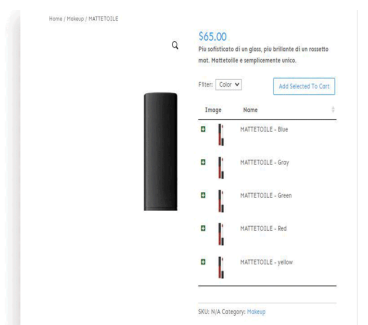 Home / Makeup / MATTETOILE
$65.00
Più sofisticato di un gloss, più brillante di un rossetto
mat. Mattetoile è semplicemente unico.
Filter: Color
Add Selected To Cart
Image Name
MATTETOILE - Blue
MATTETOILE - Gray
MATTETOILE - Green
MATTETOILE - Red
MATTETOILE - yellow
SKU: N/A Category: Makeup